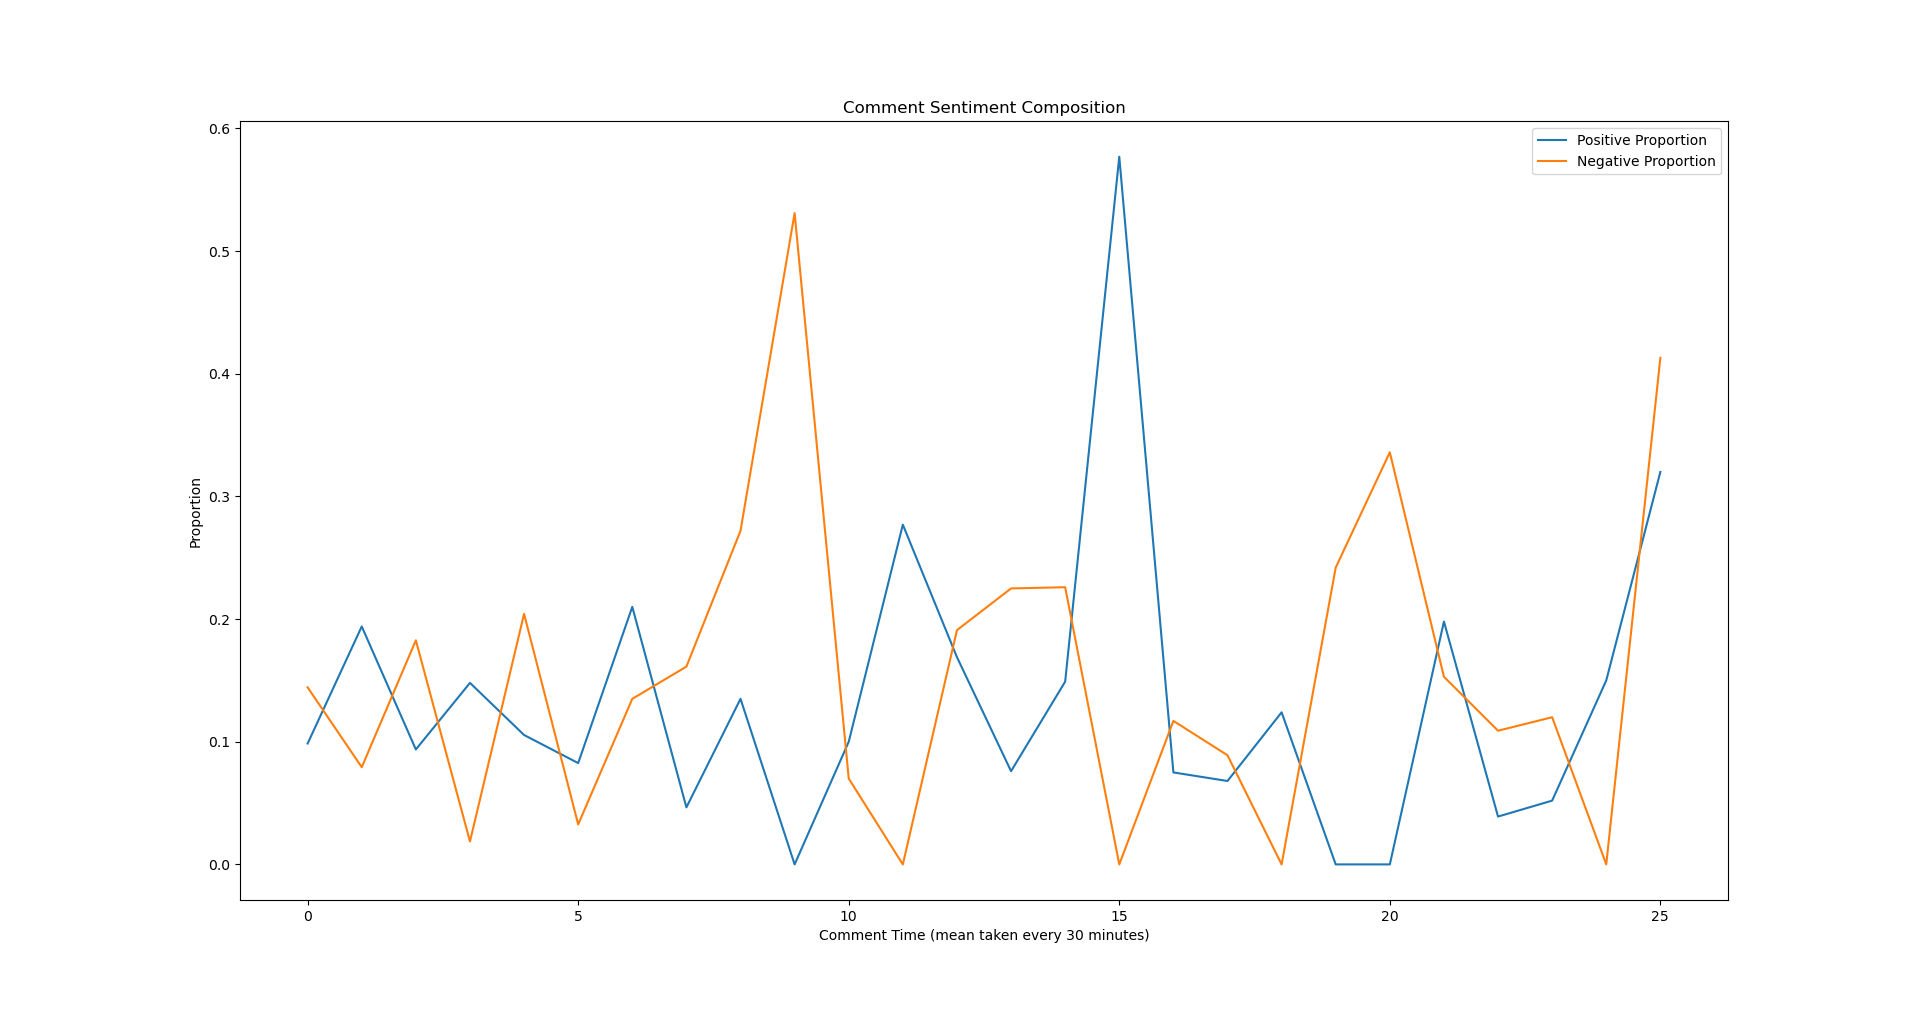 Comment Sentiment Composition
Positive Proportion
Negative Proportion
Proportion
0.6
0.5
0.4
0.3
0.2
0.1
0.0
0 5 10 15 20 25
Comment Time (mean taken every 30 minutes)